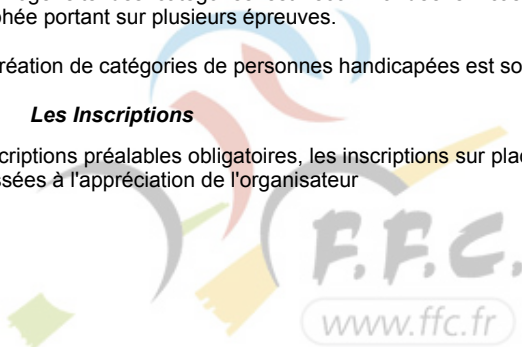 phée portant sur plusieurs épreuves.
réation de catégories de personnes handicapées est so
Les Inscriptions
criptions préalables obligatoires, les inscriptions sur plac
ssées à l'appréciation de l'organisateur
F.F.C.
www.ffc.fr